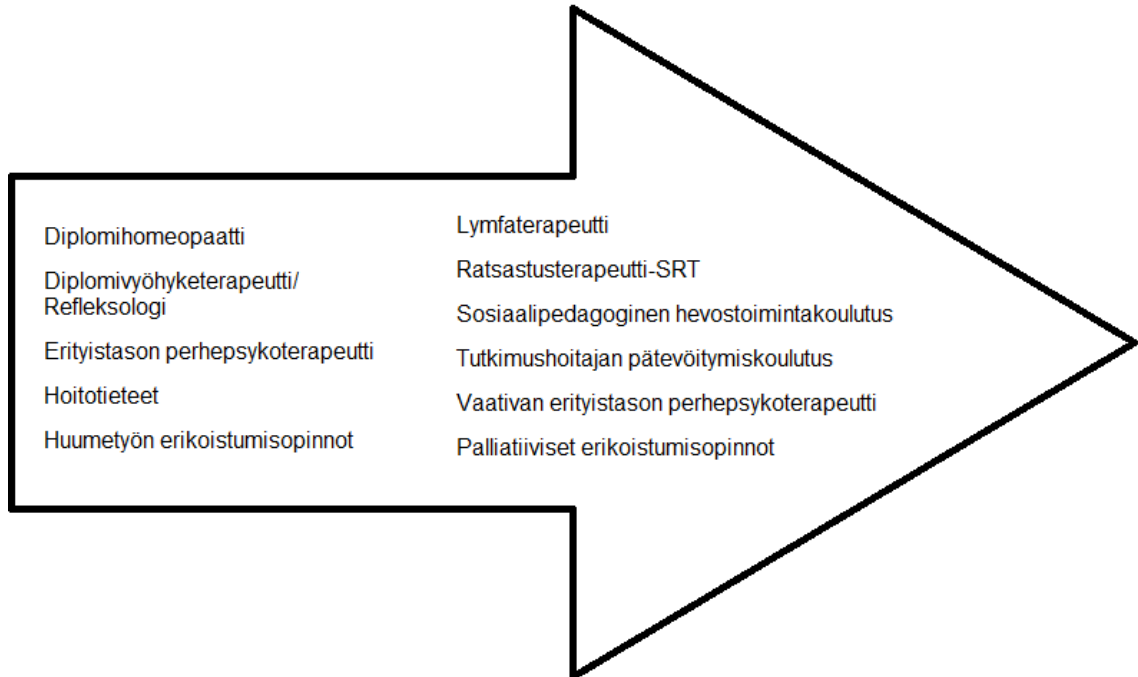 Diplomihomeopaatti
Diplomivyöhyketerapeutti/
Refleksologi
Erityistason perhepsykoterapeutti
Hoitotieteet
Huumetyön erikoistumisopinnot
Lymfaterapeutti
Ratsastusterapeutti-SRT
Sosiaalipedagoginen hevostoimintakoulutus
Tutkimushoitajan pätevöitymiskoulutus
Vaativan erityistason perhepsykoterapeutti
Palliatiiviset erikoistumisopinnot